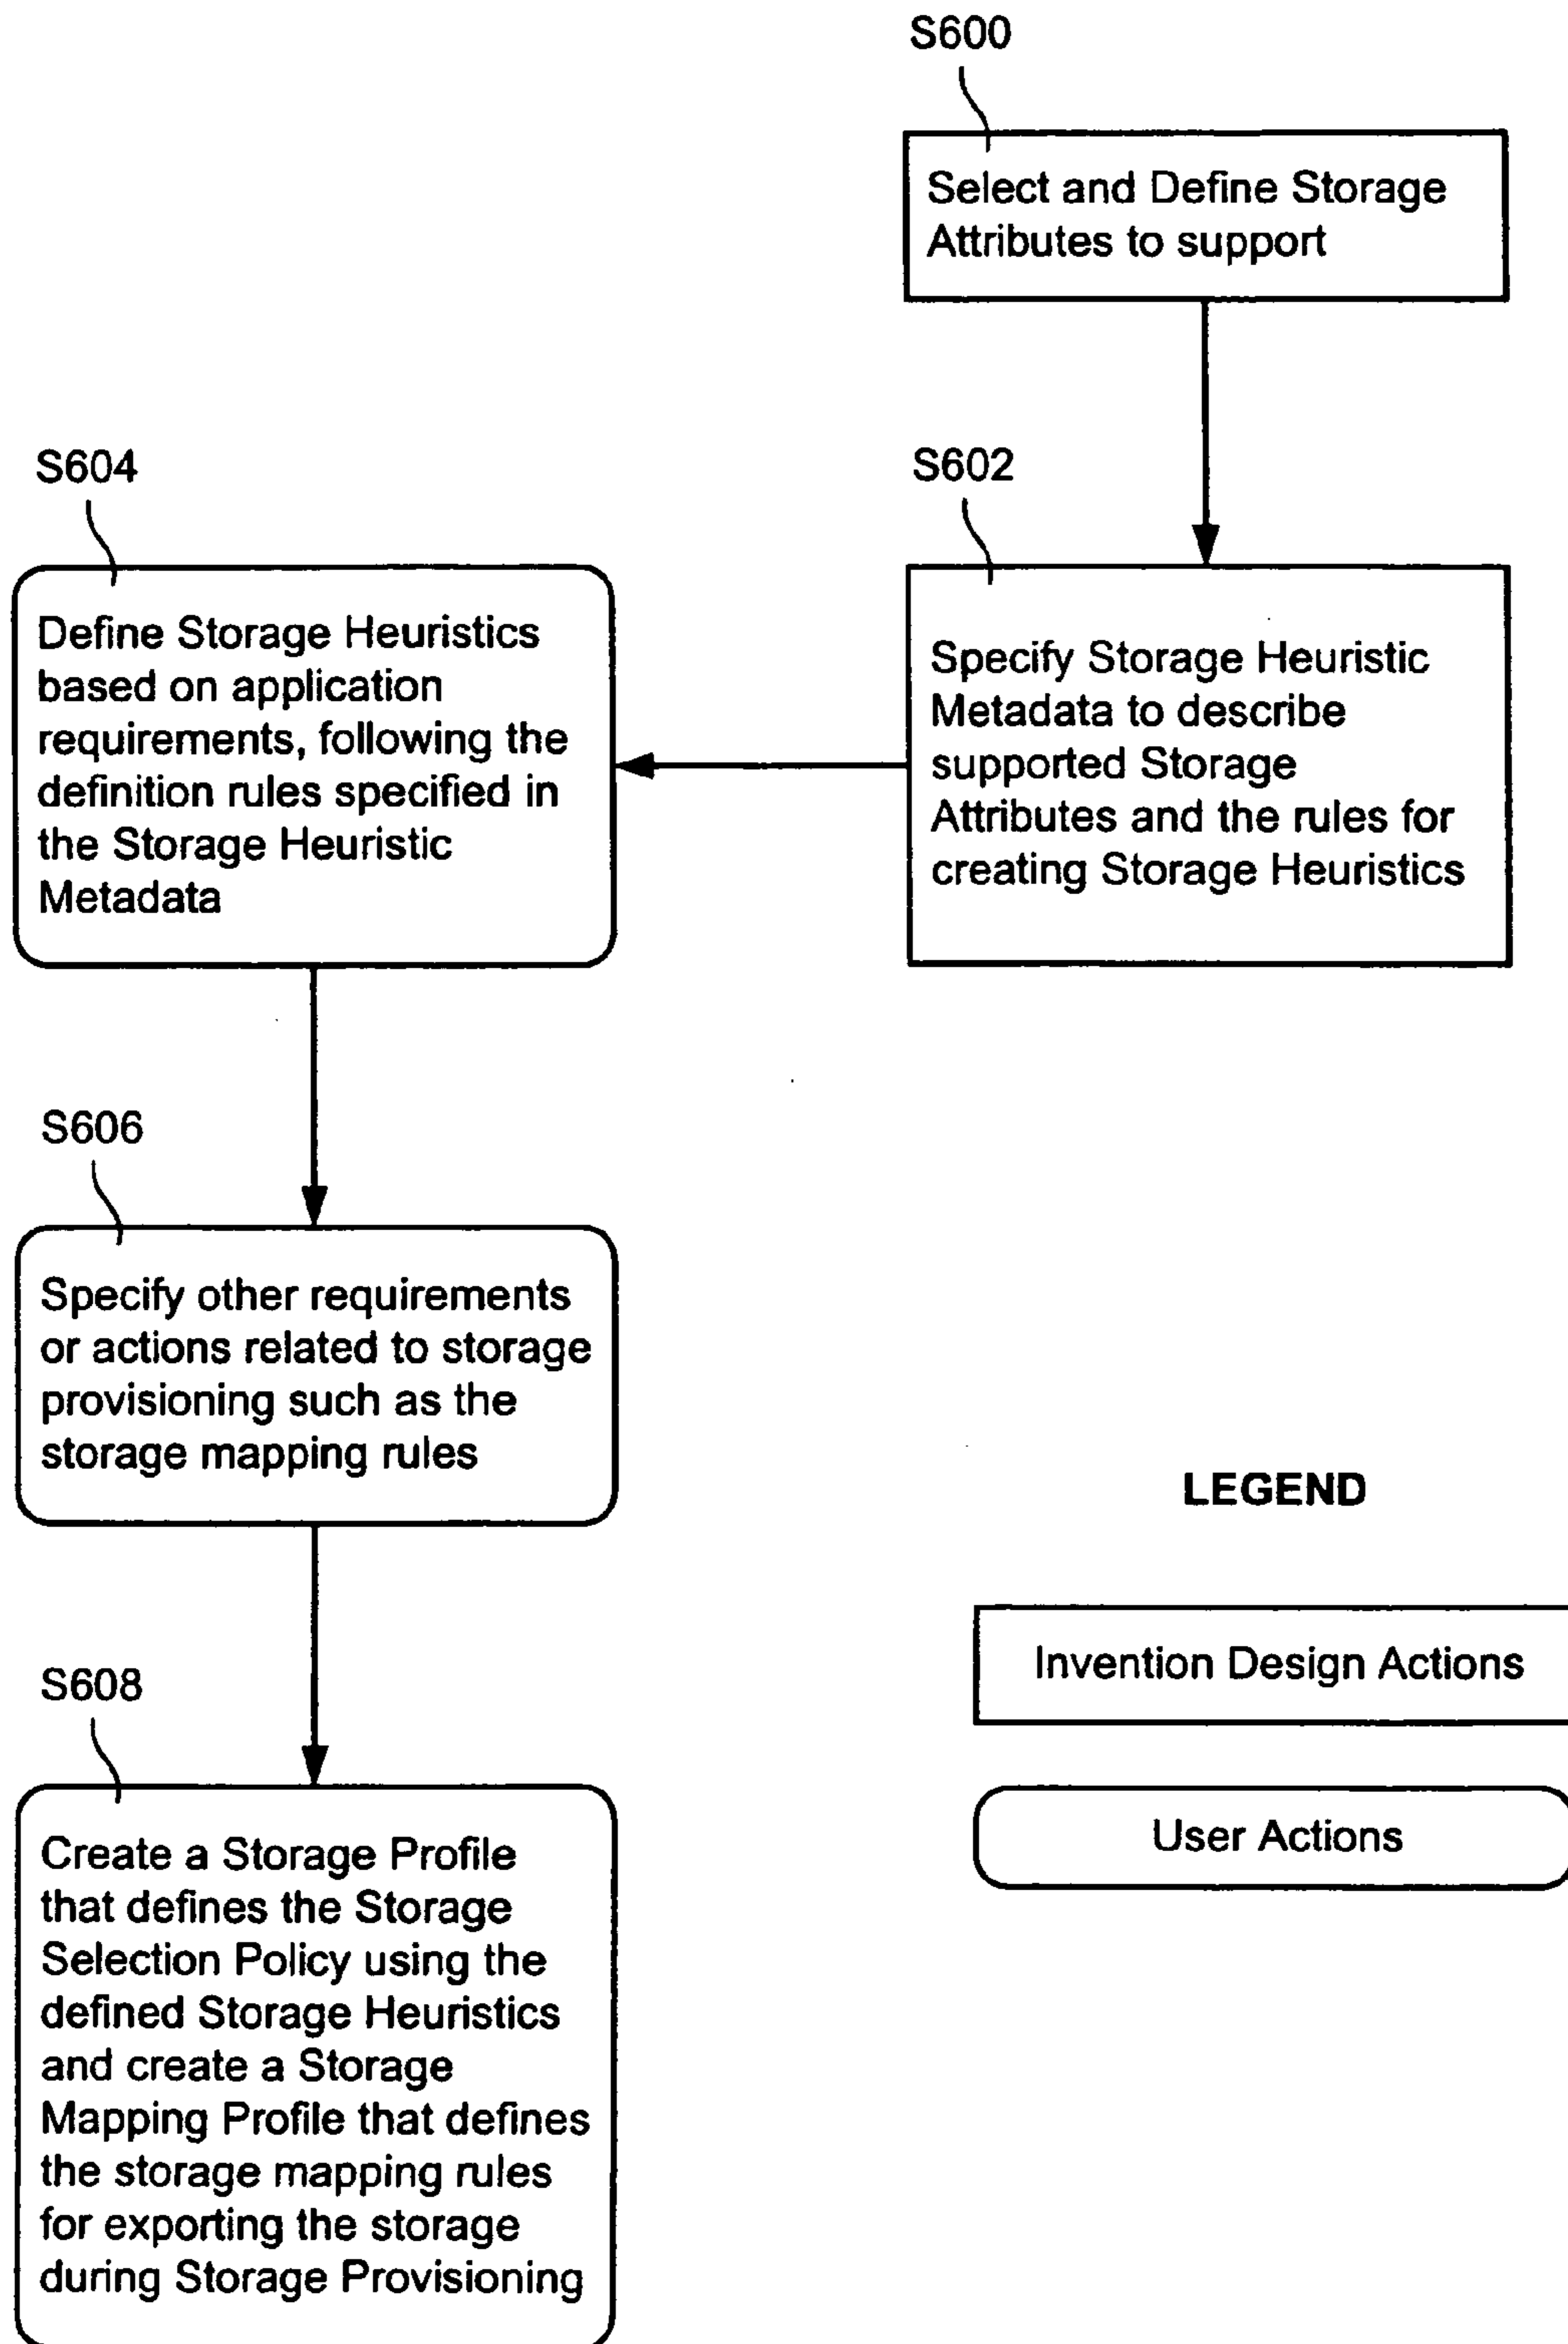 S600
Select and Define Storage
Attributes to support
S602
Specify Storage Heuristic
Metadata to describe
supported Storage
Attributes and the rules for
creating Storage Heuristics
S604
Define Storage Heuristics
based on application
requirements, following the
definition rules specified in
the Storage Heuristic
Metadata
S606
Specify other requirements
or actions related to storage
provisioning such as the
storage mapping rules
S608
Create a Storage Profile
that defines the Storage
Selection Policy using the
defined Storage Heuristics
and create a Storage
Mapping Profile that defines
the storage mapping rules
for exporting the storage
during Storage Provisioning
LEGEND
Invention Design Actions
User Actions